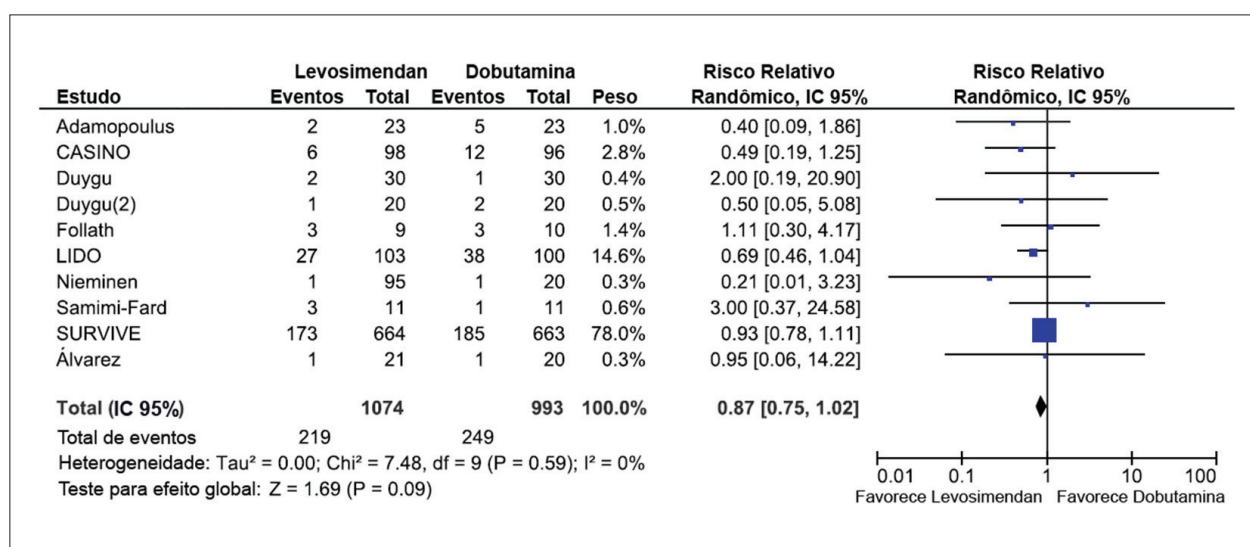 Levosimendan Dobutamina Risco Relativo Risco Relativo
Estudo Eventos Total Eventos Total Peso Randômico, IC 95% Randômico, IC 95%
Adamopoulus 2 23 5 23 1.0% 0.40 [0.09, 1.86]
CASINO 6 98 12 96 2.8% 0.49 [0.19, 1.25]
Duygu 2 30 1 30 0.4% 2.00 [0.19, 20.90]
Duygu(2) 1 20 2 20 0.5% 0.50 [0.05, 5.08]
Follath 3 9 3 10 1.4% 1.11 [0.30, 4.17]
LIDO 27 103 38 100 14.6% 0.69 [0.46, 1.04]
Nieminen 1 95 1 20 0.3% 0.21 [0.01, 3.23]
Samimi-Fard 3 11 1 11 0.6% 3.00 [0.37, 24.58]
SURVIVE 173 664 185 663 78.0% 0.93 [0.78, 1.11]
Álvarez 1 21 1 20 0.3% 0.95 [0.06, 14.22]
Total (IC 95%) 1074 993 100.0% 0.87 [0.75, 1.02]
Total de eventos 219 249
Heterogeneidade: Tau² = 0.00; Chi² = 7.48, df = 9 (P = 0.59); I² = 0%
Teste para efeito global: Z = 1.69 (P = 0.09)
0.01 0.1 1 10 100
Favorece Levosimendan Favorece Dobutamina